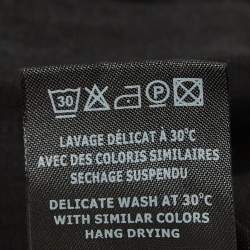 30 P
LAVAGE DÉLICAT À 30°C
AVEC DES COLORIS SIMILAIRES
SECHAGE SUSPENDU
DELICATE WASH AT 30°C
WITH SIMILAR COLORS
HANG DRYING